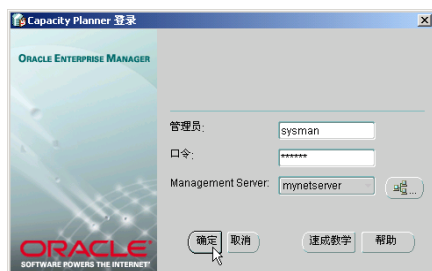 Capacity Planner 登录
ORACLE ENTERPRISE MANAGER
管理员: sysman
口令: ******
Management Server: mynetserver
...
确定 取消 速成教学 帮助
ORACLE®
SOFTWARE POWERS THE INTERNET™